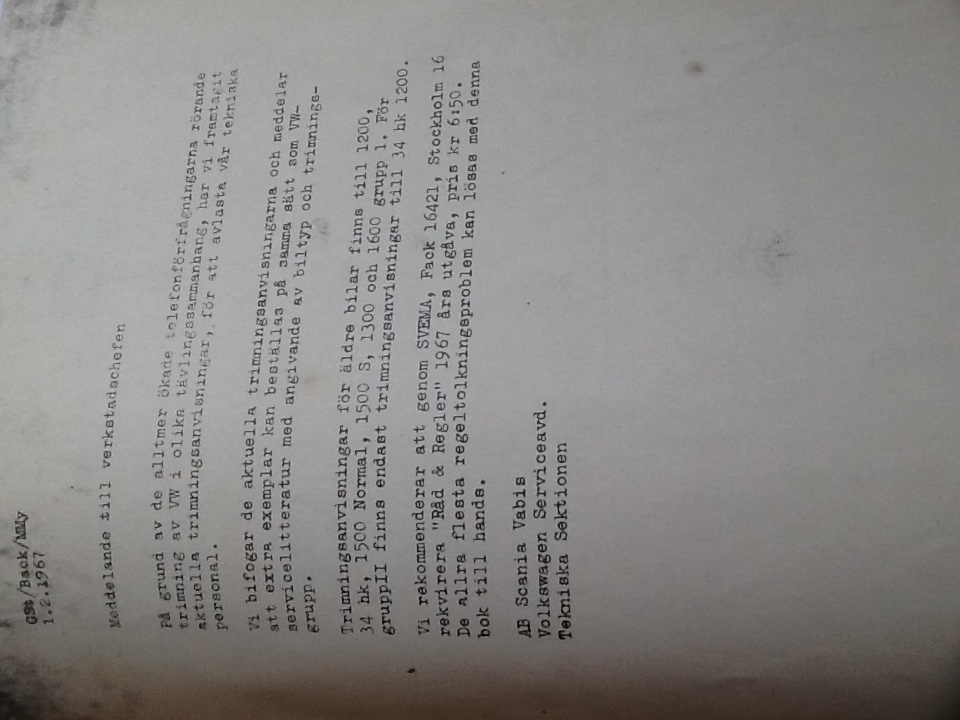 GSt/Back/MMy
1.2.1967
Meddelande till verkstadschefen
På grund av de alltmer ökade telefonförfrågningarna rörande
trimning av VW i olika tävlingssammanhang, har vi framtagit
aktuella trimningsanvisningar, för att avlasta vår tekniska
personal.
Vi bifogar de aktuella trimningsanvisningarna och meddelar
att extra exemplar kan beställas på samma sätt som VW-
servicelitteratur med angivande av biltyp och trimnings-
grupp.
Trimningsanvisningar för äldre bilar finns till 1200,
34 hk, 1500 Normal, 1500 S, 1300 och 1600 grupp 1. För
gruppII finns endast trimningsanvisningar till 34 hk 1200.
Vi rekommenderar att genom SVEMA, Fack 16421, Stockholm 16
rekvirera "Råd & Regler" 1967 års utgåva, pris kr 6:50.
De allra flesta regeltolkningsproblem kan lösas med denna
bok till hands.
AB Scania Vabis
Volkswagen Serviceavd.
Tekniska Sektionen